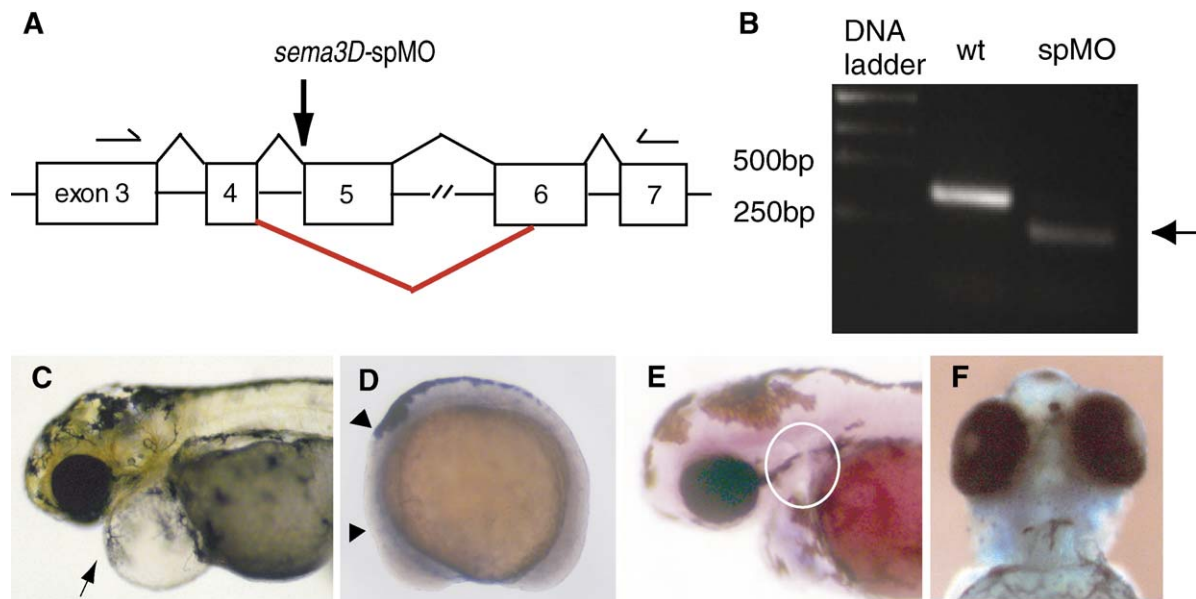 A
sema3D-spMO
exon 3
4
5
6
7
B
DNA
ladder
wt
spMO
500bp
250bp
C
D
E
F